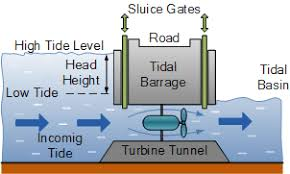 Sluice Gates
High Tide Level
Road
Head
Height
Tidal
Barrage
Tidal
Basin
Low Tide
Incomig
Tide
Turbine Tunnel